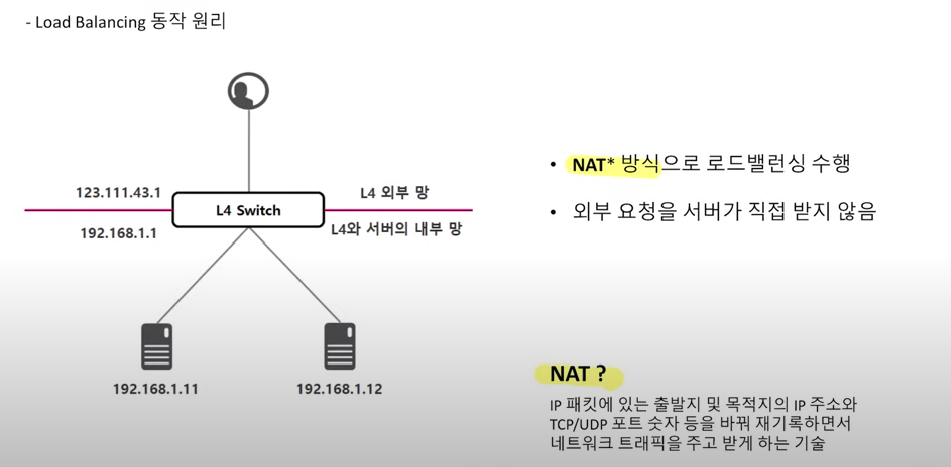 - Load Balancing 동작 원리
123.111.43.1
L4 외부 망
L4 Switch
192.168.1.1
L4와 서버의 내부 망
192.168.1.11
192.168.1.12
• NAT* 방식으로 로드밸런싱 수행
• 외부 요청을 서버가 직접 받지 않음
NAT ?
IP 패킷에 있는 출발지 및 목적지의 IP 주소와
TCP/UDP 포트 숫자 등을 바꿔 재기록하면서
네트워크 트래픽을 주고 받게 하는 기술